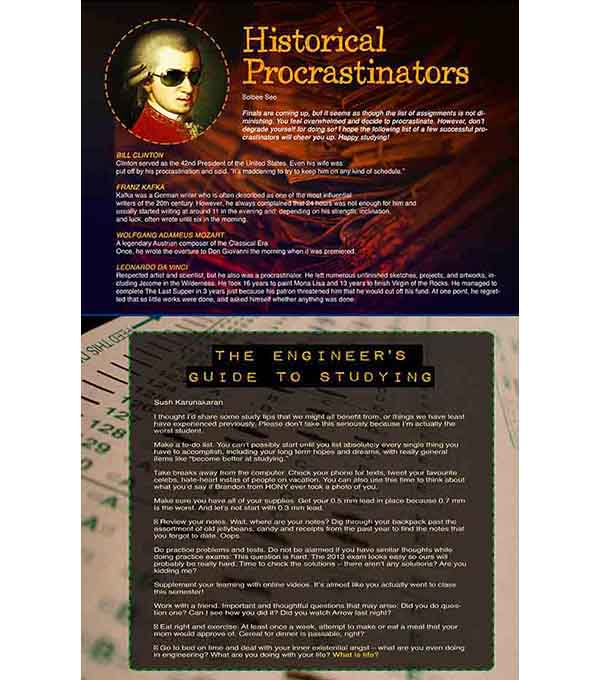 Historical
Procrastinators
Solbee Seo
Finals are coming up, but it seems as though the list of assignments is not di-
minishing. You feel overwhelmed and decide to procrastinate. However, don't
degrade yourself for doing so! I hope the following list of a few successful pro-
crastinators will cheer you up. Happy studying!
BILL CLINTON
Clinton served as the 42nd President of the United States. Even his wife was
put off by his procrastination and said, "It's maddening to try to keep him on any kind of schedule."
FRANZ KAFKA
Kafka was a German writer who is often described as one of the most influential
writers of the 20th century. However, he always complained that 24 hours was not enough for him and
usually started writing at around 11 in the evening and; depending on his strength, inclination,
and luck, often wrote until six in the morning.
WOLFGANG ADAMEUS MOZART
A legendary Austrian composer of the Classical Era
Once, he wrote the overture to Don Giovanni the morning when it was premiered.
LEONARDO DA VINCI
Respected artist and scientist, but he also was a procrastinator. He left numerous unfinished sketches, projects, and artworks, in-
cluding Jerome in the Wilderness. He took 16 years to paint Mona Lisa and 13 years to finish Virgin of the Rocks. He managed to
complete The Last Supper in 3 years just because his patron threatened him that he would cut off his fund. At one point, he regret-
ted that so little works were done, and asked himself whether anything was done.
FEED THIS D
THE ENGINEER'S
GUIDE TO STUDYING
Sush Karunakaran
I thought I'd share some study tips that we might all benefit from, or things we have least
have experienced previously. Please don't take this seriously because I'm actually the
worst student.
Make a to-do list. You can't possibly start until you list absolutely every single thing you
have to accomplish, including your long term hopes and dreams, with really general
items like "become better at studying."
Take breaks away from the computer. Check your phone for texts, tweet your favourite
celebs, hate-heart instas of people on vacation. You can also use this time to think about
what you'd say if Brandon from HONY ever took a photo of you.
Make sure you have all of your supplies. Get your 0.5 mm lead in place because 0.7 mm
is the worst. And let's not start with 0.3 mm lead.
Review your notes. Wait, where are your notes? Dig through your backpack past the
assortment of old jellybeans, candy and receipts from the past year to find the notes that
you forgot to date. Oops.
Do practice problems and tests. Do not be alarmed if you have similar thoughts while
doing practice exams: This question is hard. The 2013 exam looks easy so ours will
probably be really hard. Time to check the solutions – there aren't any solutions? Are you
kidding me?
Supplement your learning with online videos. It's almost like you actually went to class
this semester!
Work with a friend. Important and thoughtful questions that may arise: Did you do ques-
tion one? Can I see how you did it? Did you watch Arrow last night?
Eat right and exercise. At least once a week, attempt to make or eat a meal that your
mom would approve of. Cereal for dinner is passable, right?
Go to bed on time and deal with your inner existential angst – what are you even doing
in engineering? What are you doing with your life? What is life?